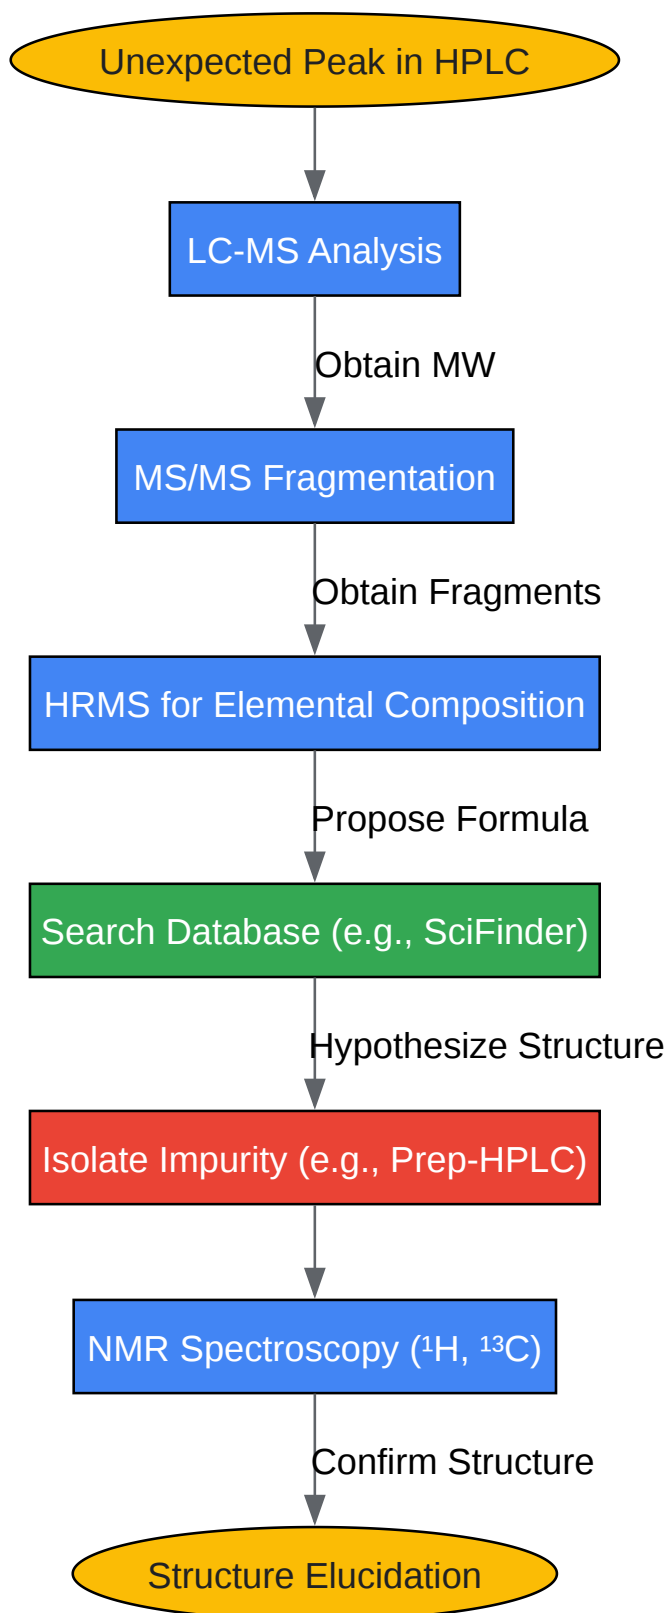 Unexpected Peak in HPLC
LC-MS Analysis
Obtain MW
MS/MS Fragmentation
Obtain Fragments
HRMS for Elemental Composition
Propose Formula
Search Database (e.g., SciFinder)
Hypothesize Structure
Isolate Impurity (e.g., Prep-HPLC)
NMR Spectroscopy (¹H, ¹³C)
Confirm Structure
Structure Elucidation